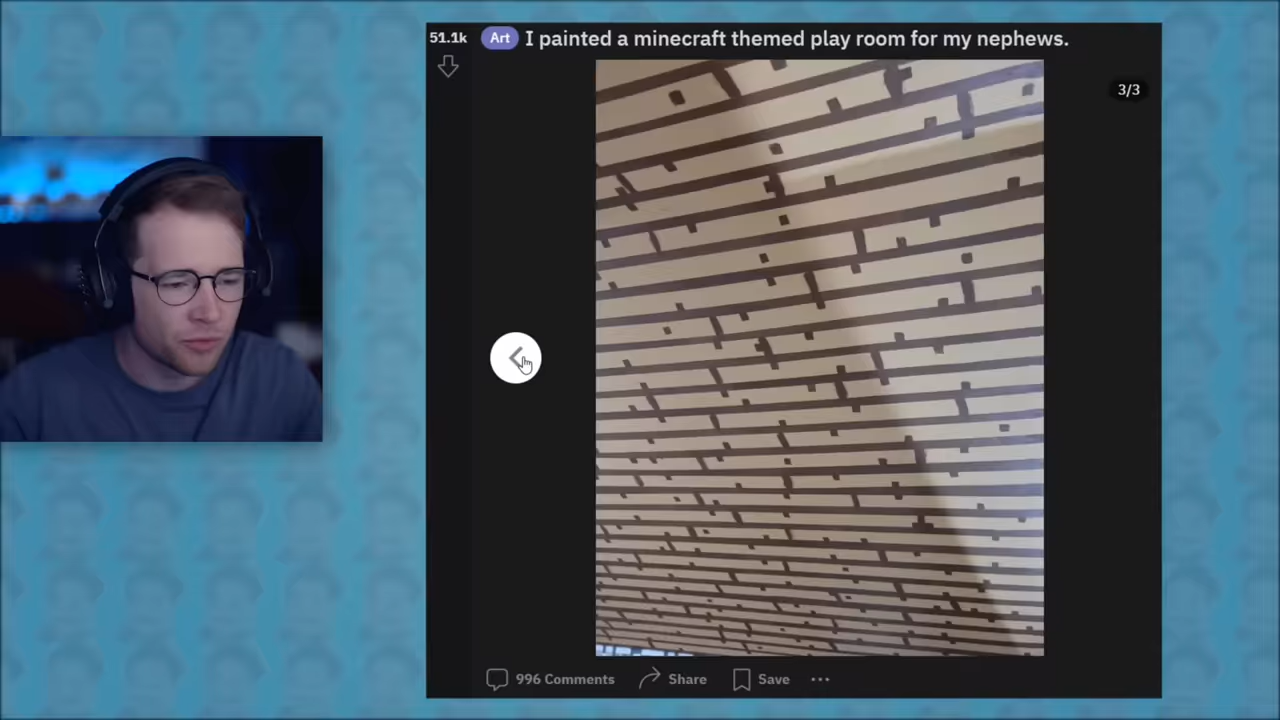 51.1k
Art
I painted a minecraft themed play room for my nephews.
3/3
996 Comments
Share
Save